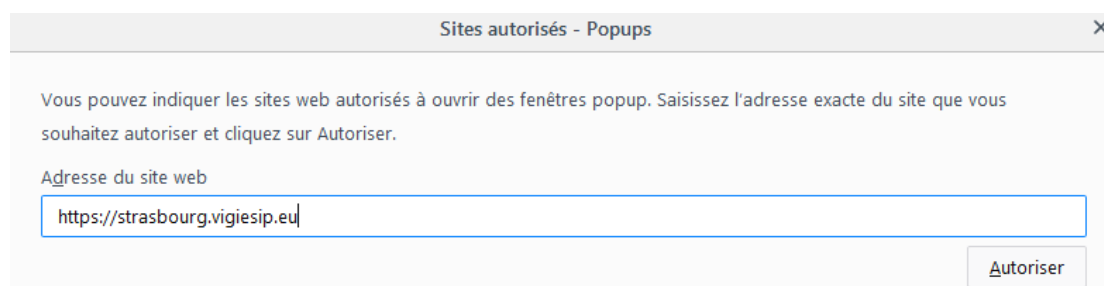 Sites autorisés - Popups
Vous pouvez indiquer les sites web autorisés à ouvrir des fenêtres popup. Saisissez l'adresse exacte du site que vous
souhaitez autoriser et cliquez sur Autoriser.
Adresse du site web
https://strasbourg.vigiesip.eu
Autoriser